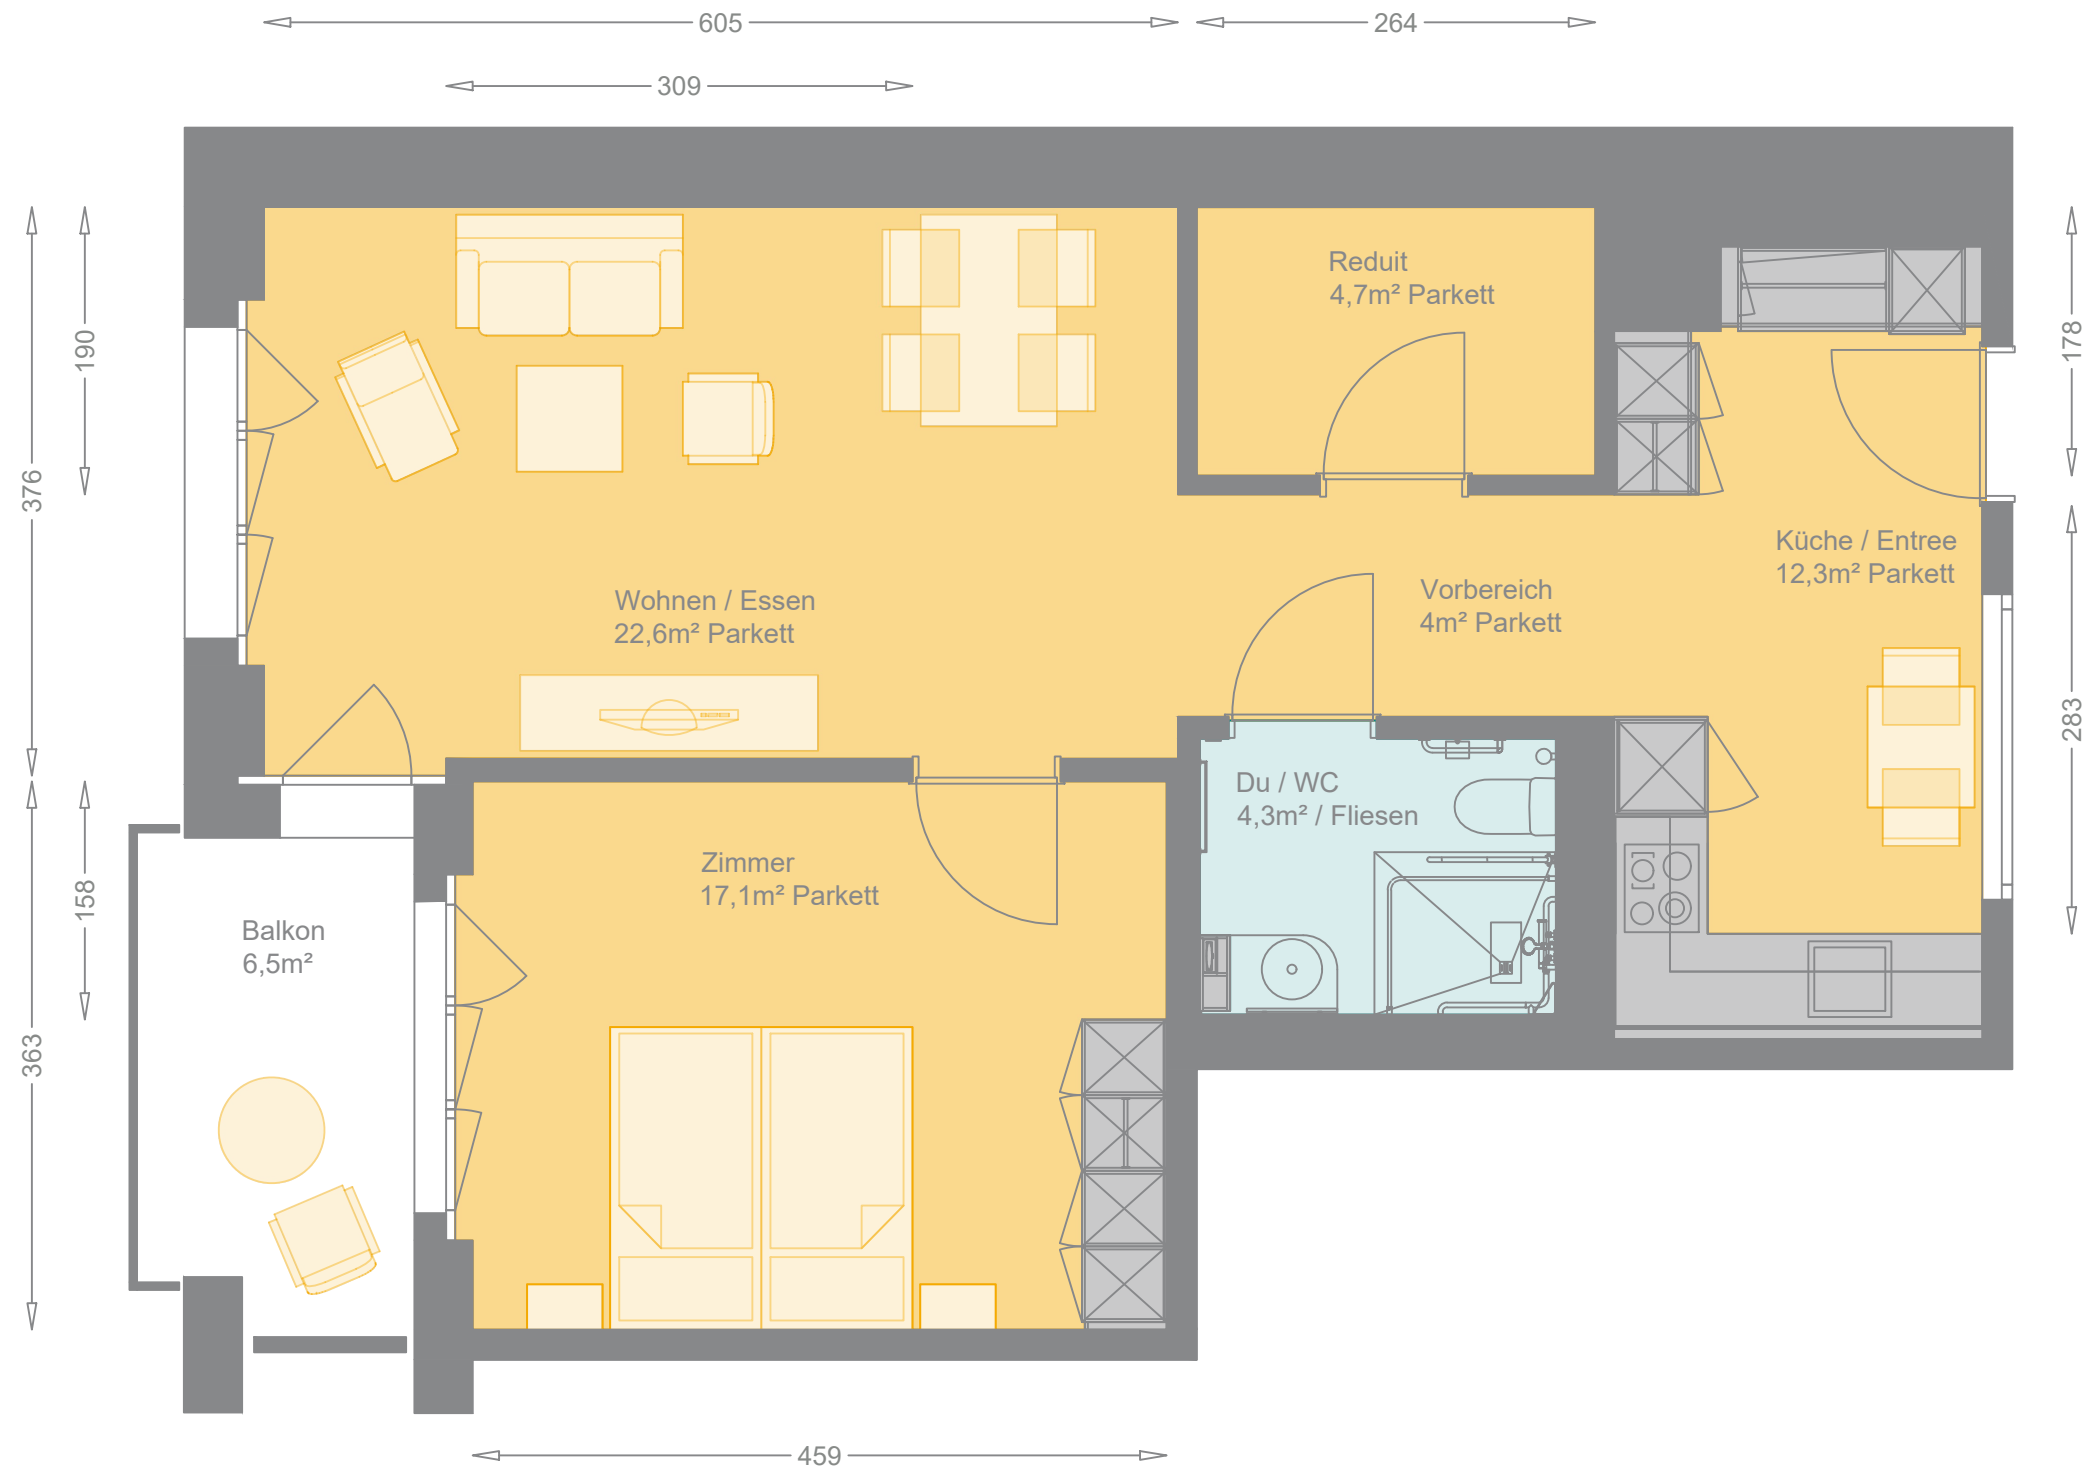 605
264
309
Reduit
4,7m² Parkett
190
178
376
Küche / Entree
12,3m² Parkett
Wohnen / Essen
22,6m² Parkett
Vorbereich
4m² Parkett
283
Du / WC
4,3m² / Fliesen
Zimmer
17,1m² Parkett
158
Balkon
6,5m²
363
459